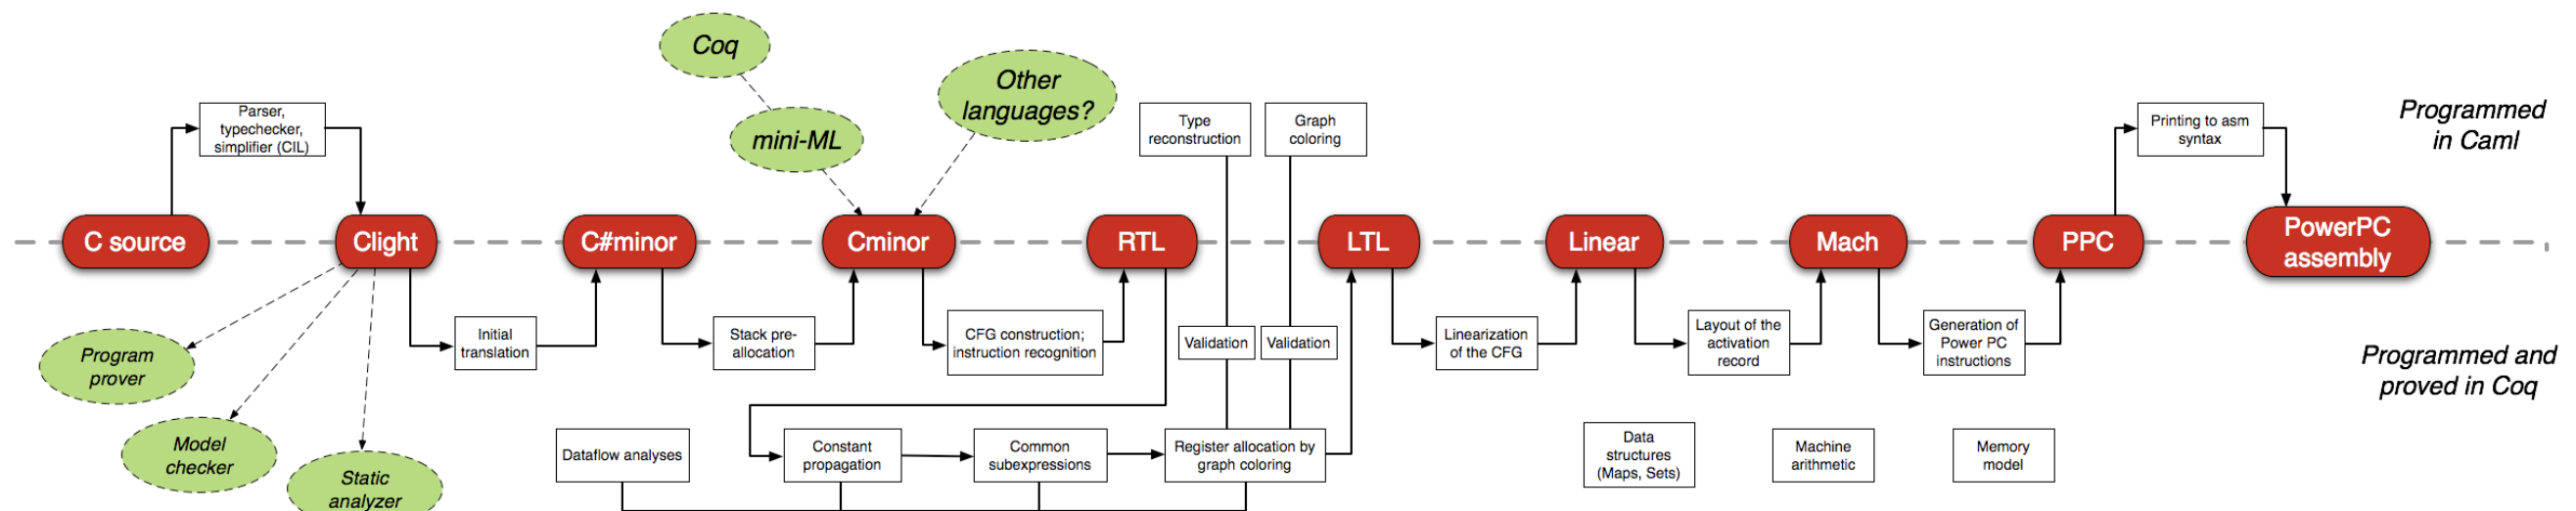 Coq
Other
languages?
mini-ML
Parser,
typechecker,
simplifier (CIL)
Type
reconstruction
Graph
coloring
Printing to asm
syntax
Programmed
in Caml
C source
Clight
C#minor
Cminor
RTL
LTL
Linear
Mach
PPC
PowerPC
assembly
Program
prover
Model
checker
Static
analyzer
Initial
translation
Stack pre-
allocation
CFG construction;
instruction recognition
Validation
Validation
Linearization
of the CFG
Layout of the
activation
record
Generation of
Power PC
instructions
Programmed and
proved in Coq
Dataflow analyses
Constant
propagation
Common
subexpressions
Register allocation by
graph coloring
Data
structures
(Maps, Sets)
Machine
arithmetic
Memory
model